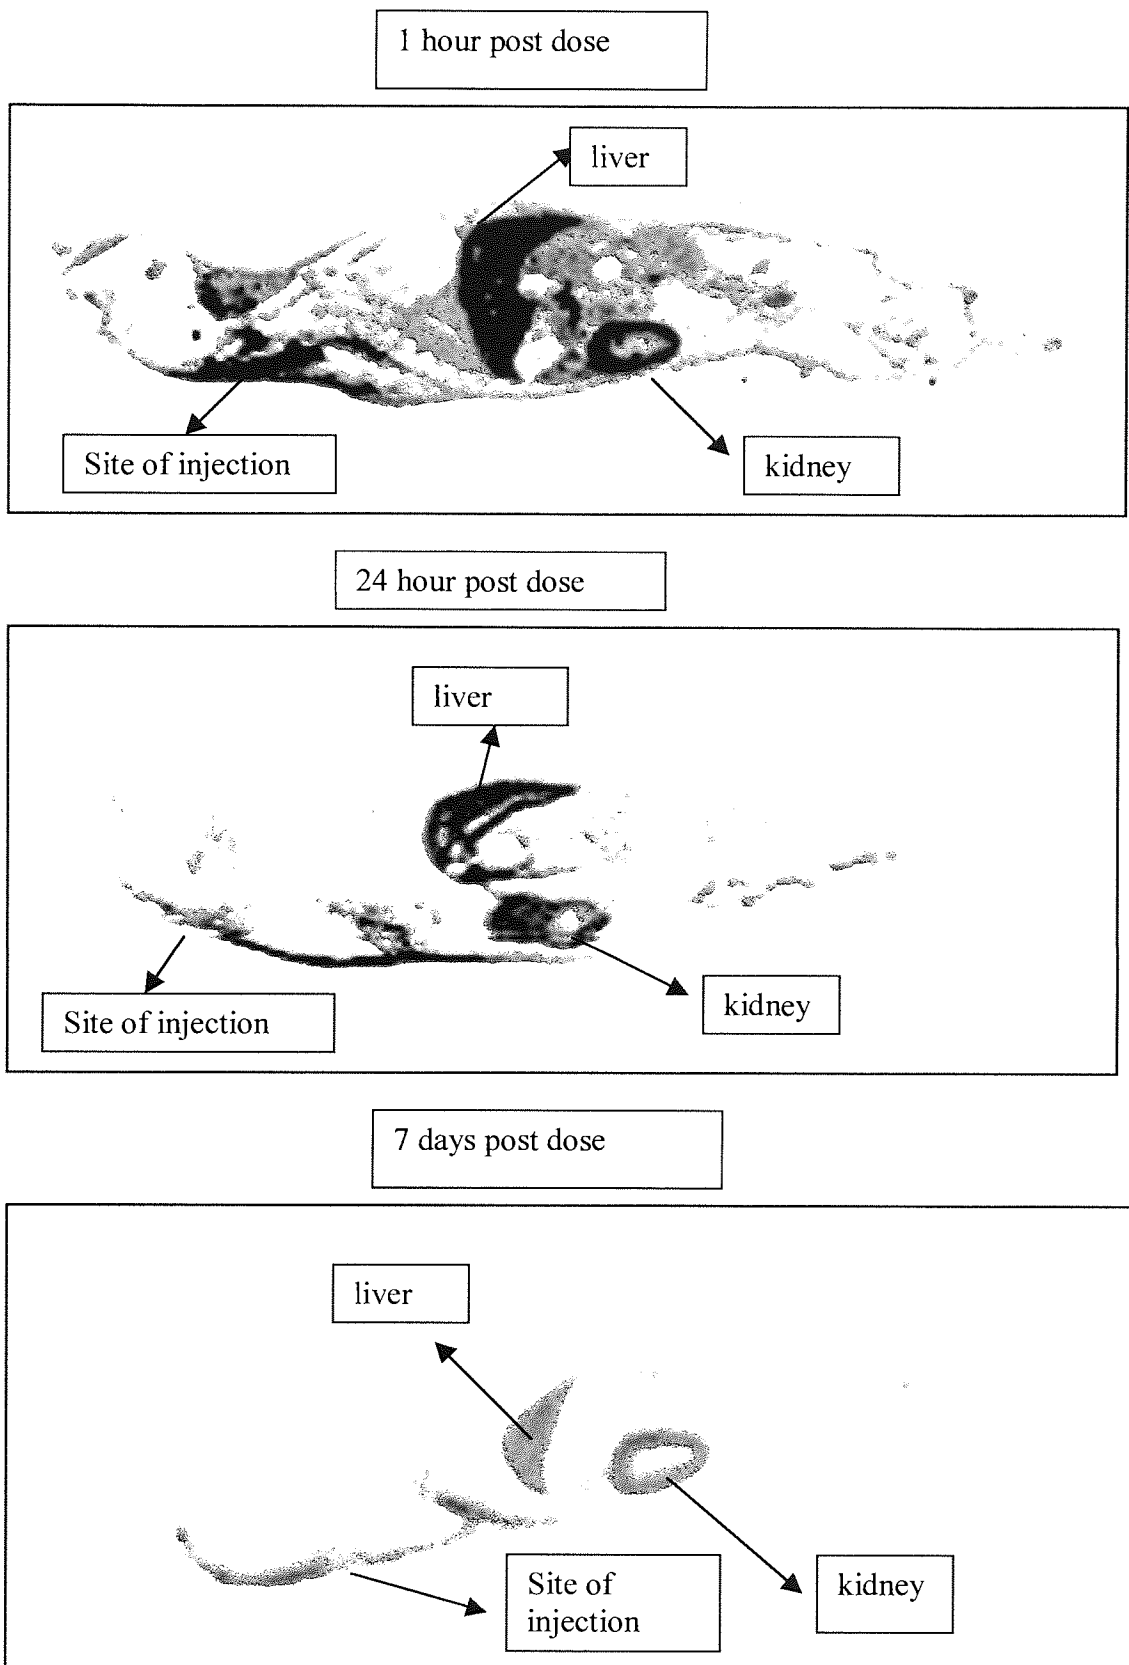 1 hour post dose
liver
Site of injection
kidney
24 hour post dose
liver
Site of injection
kidney
7 days post dose
liver
Site of
injection
kidney